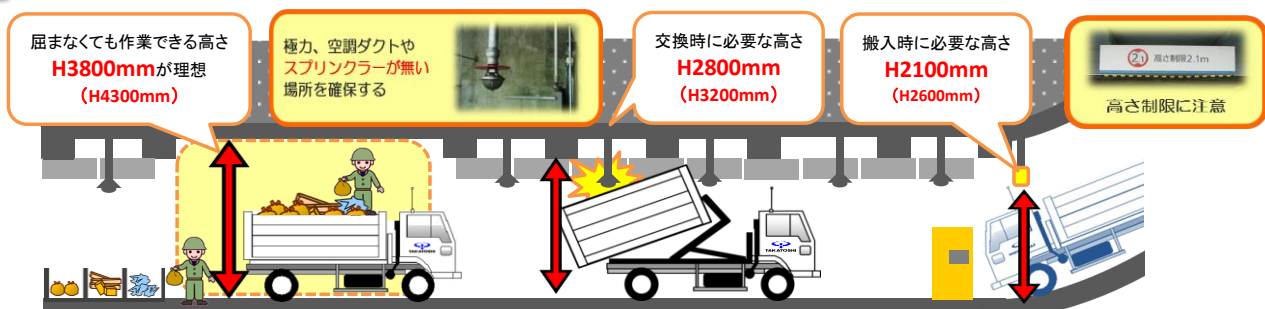 屈まなくても作業できる高さ
H3800mmが理想
（H4300mm）
極力、空調ダクトや
スプリンクラーが無い
場所を確保する
交換時に必要な高さ
H2800mm
（H3200mm）
搬入時に必要な高さ
H2100mm
（H2600mm）
2.1 高さ制限2.1m
高さ制限に注意
TAKATOSHI
TAKATOSHI